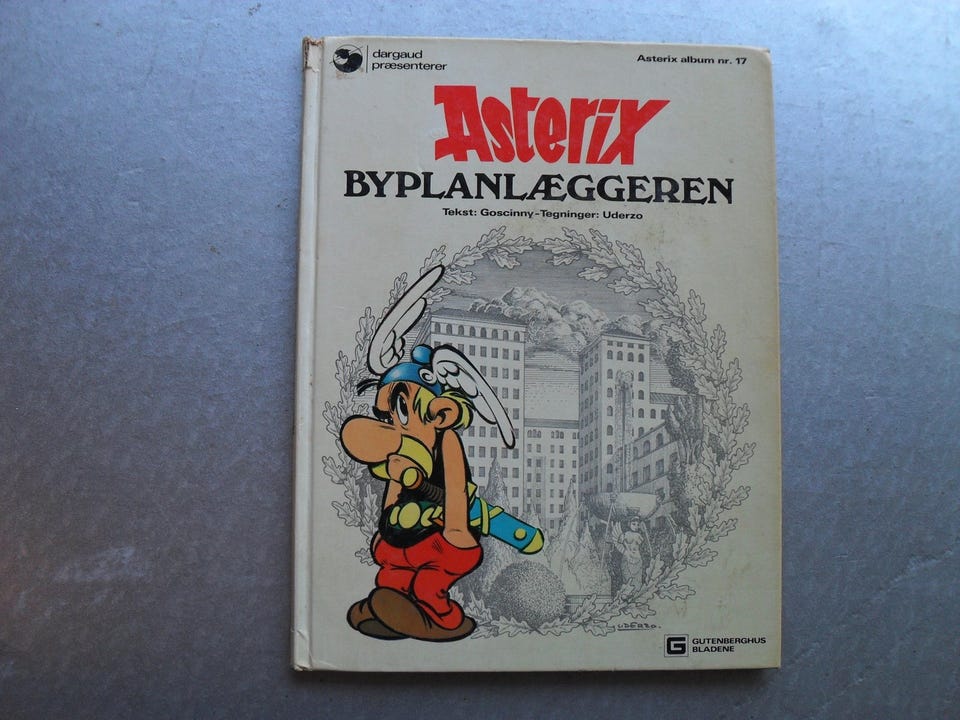 dargaud
præsenterer
Asterix album nr. 17
Asterix
BYPLANLÆGGEREN
Tekst: Goscinny-Tegninger: Uderzo
UDERZO.
G
GUTENBERGHUS
BLADENE